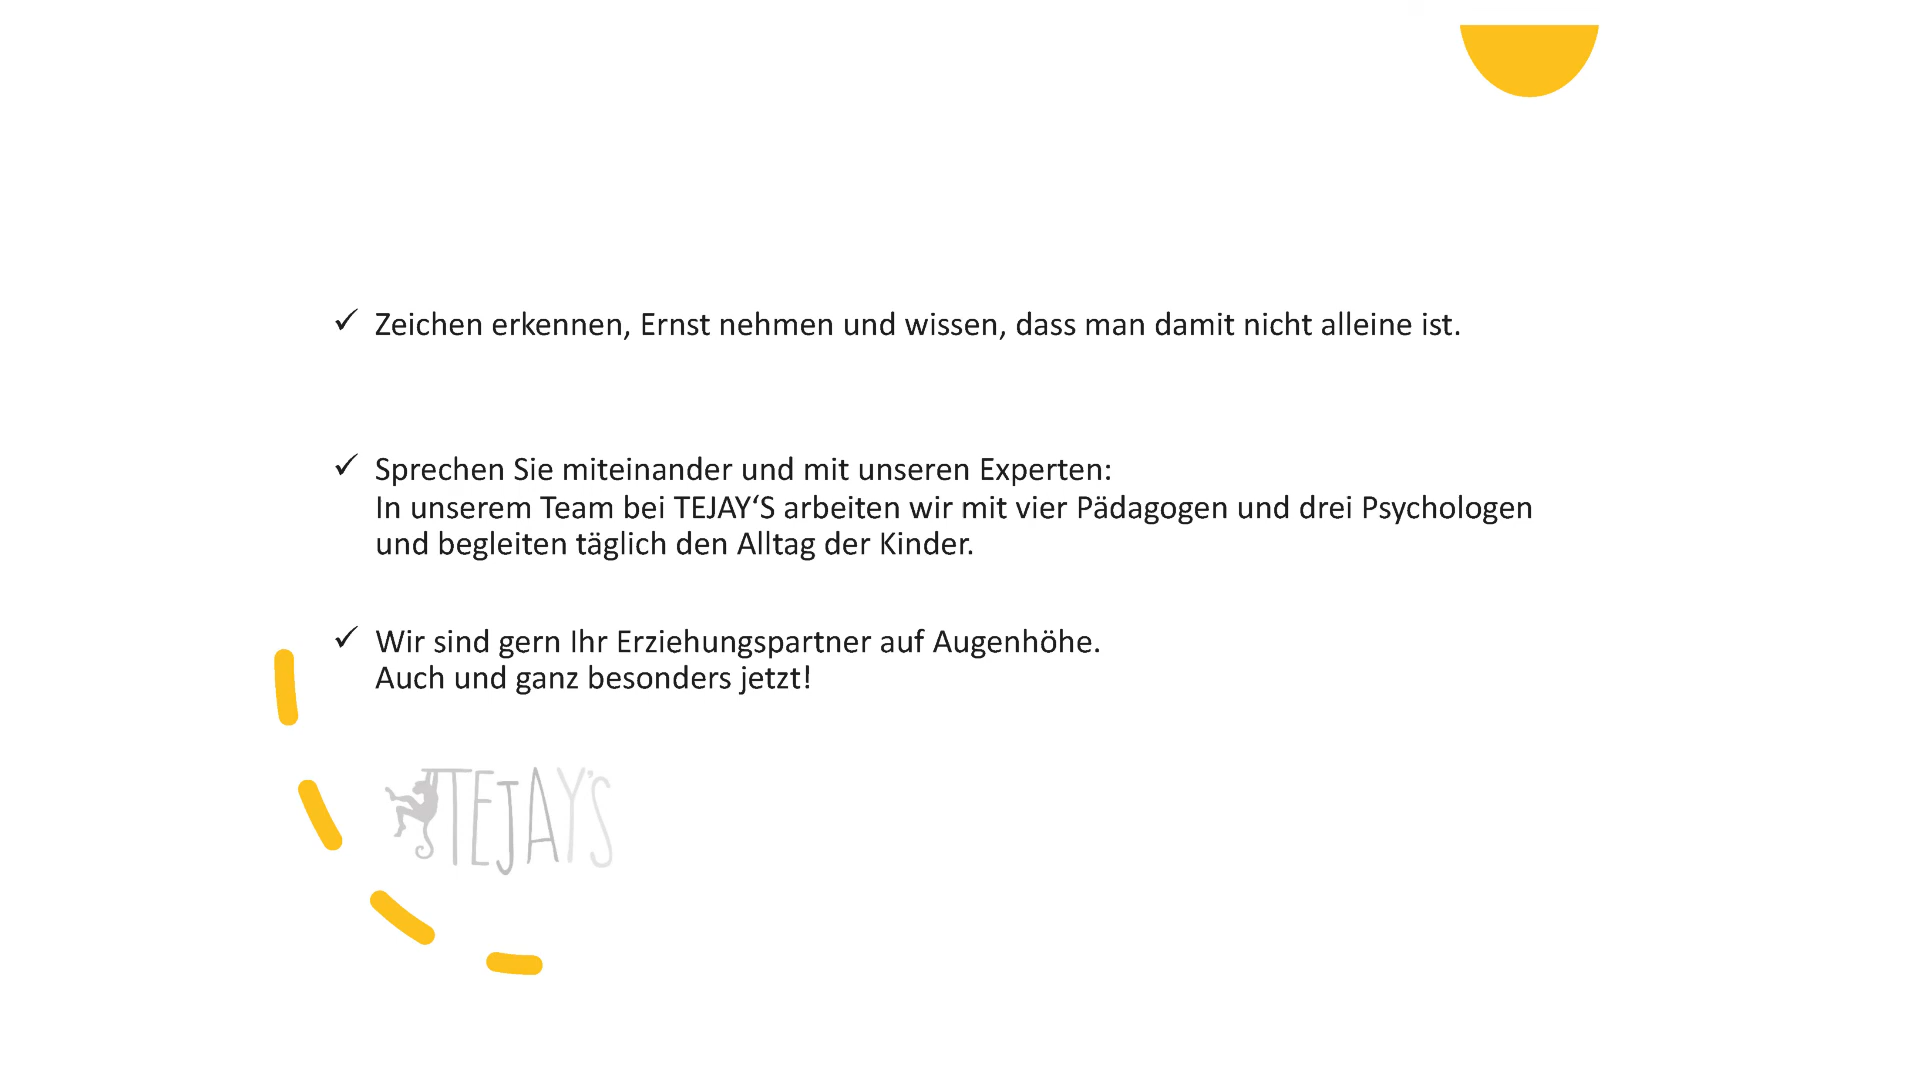 ✓ Zeichen erkennen, Ernst nehmen und wissen, dass man damit nicht alleine ist.
✓ Sprechen Sie miteinander und mit unseren Experten:
In unserem Team bei TEJAY‘S arbeiten wir mit vier Pädagogen und drei Psychologen
und begleiten täglich den Alltag der Kinder.
✓ Wir sind gern Ihr Erziehungspartner auf Augenhöhe.
Auch und ganz besonders jetzt!
TEJAY'S